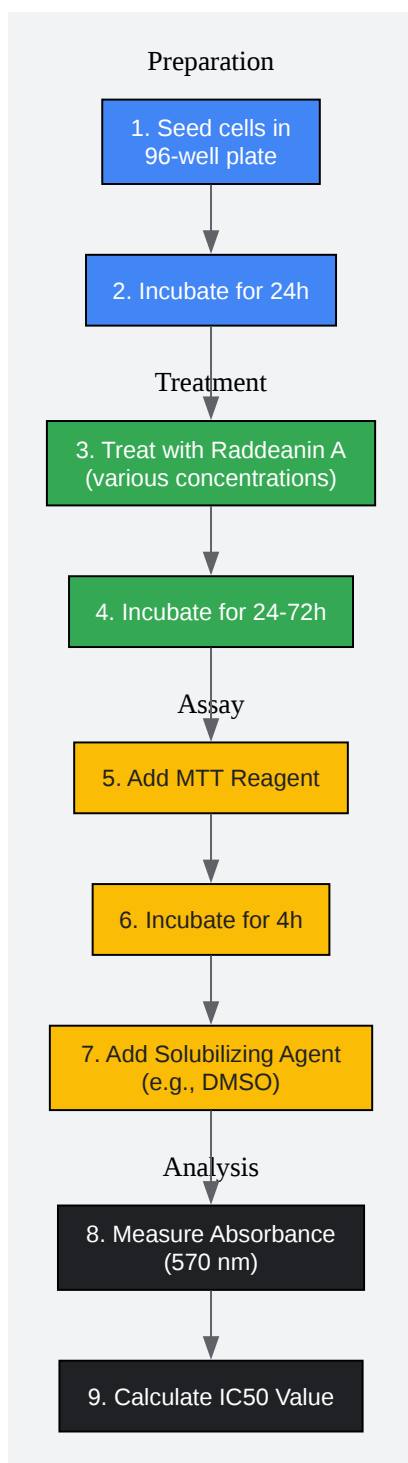 Preparation
1. Seed cells in
96-well plate
2. Incubate for 24h
Treatment
3. Treat with Raddeanin A
(various concentrations)
4. Incubate for 24-72h
Assay
5. Add MTT Reagent
6. Incubate for 4h
7. Add Solubilizing Agent
(e.g., DMSO)
Analysis
8. Measure Absorbance
(570 nm)
9. Calculate IC50 Value